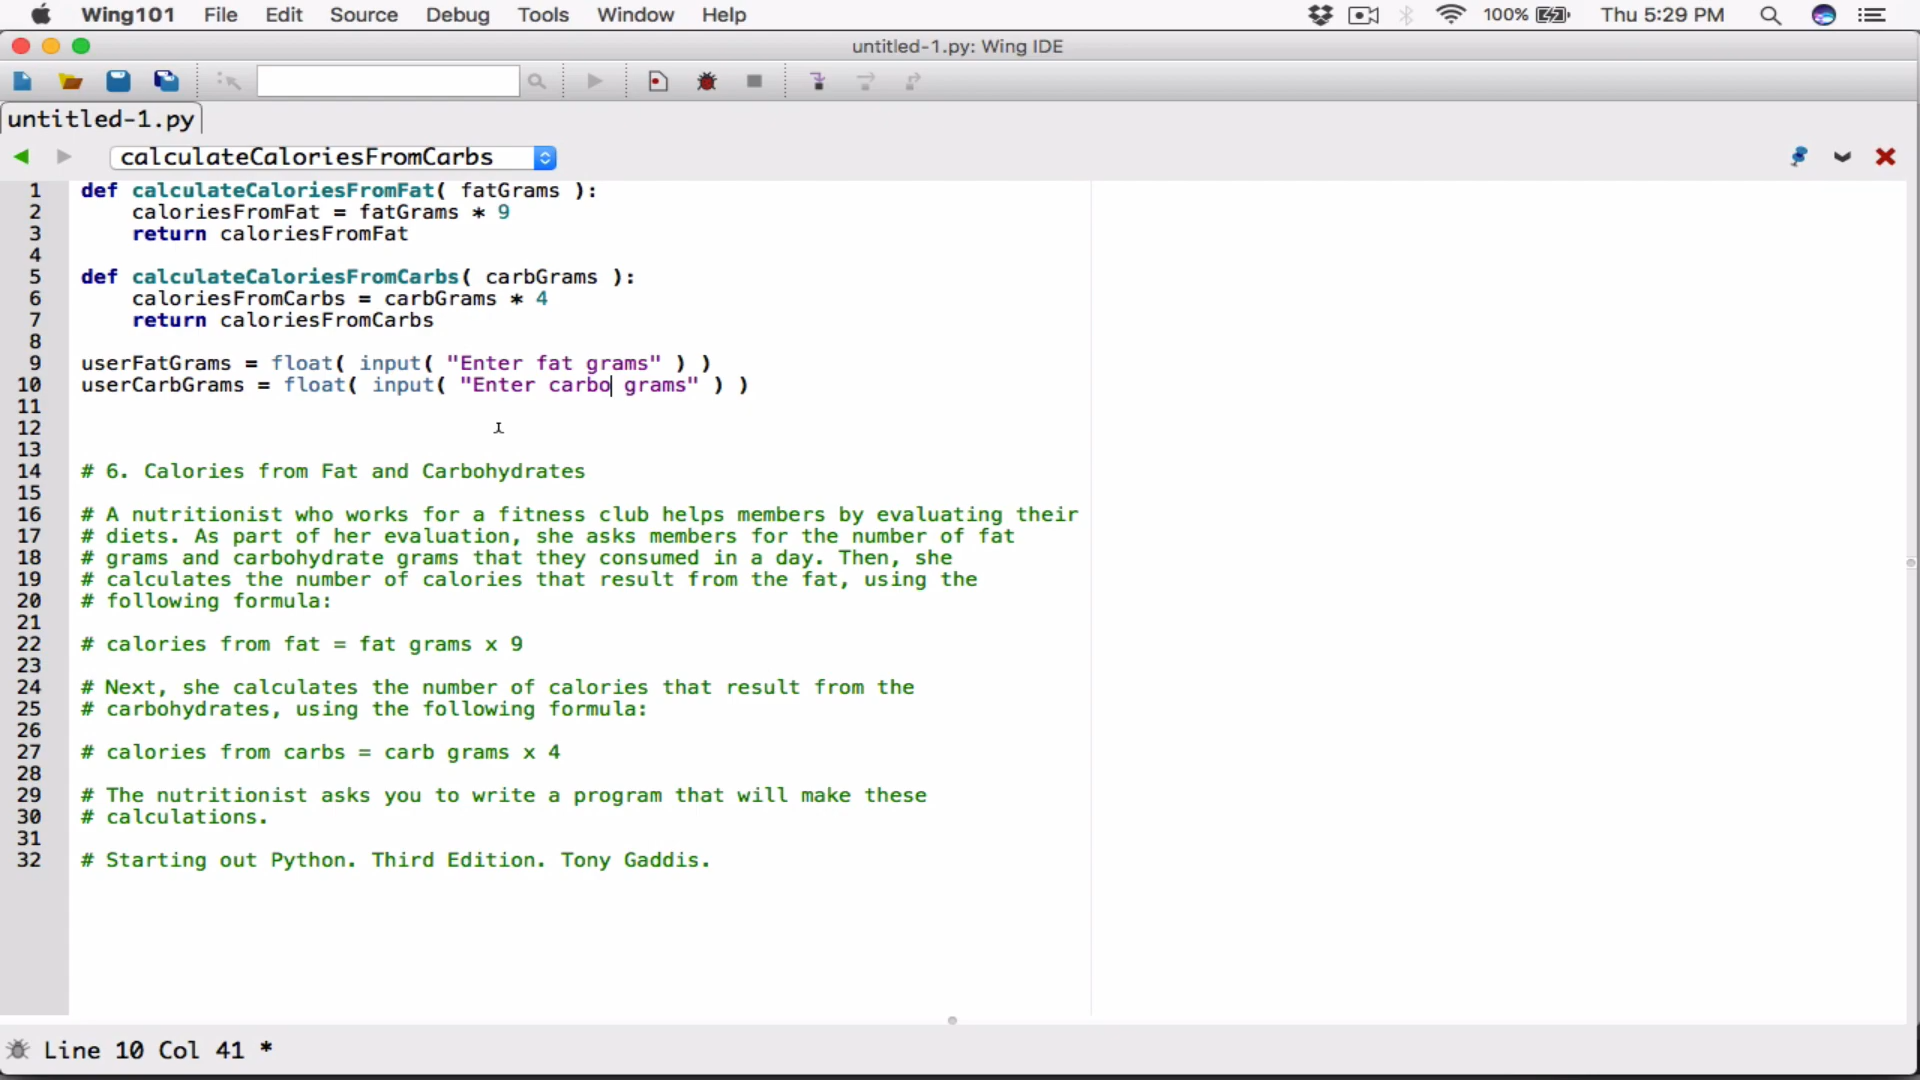 Wing101 File Edit Source Debug Tools Window Help 100% Thu 5:29 PM
untitled-1.py: Wing IDE
untitled-1.py
calculateCaloriesFromCarbs
1 def calculateCaloriesFromFat( fatGrams ):
2 caloriesFromFat = fatGrams * 9
3 return caloriesFromFat
4
5 def calculateCaloriesFromCarbs( carbGrams ):
6 caloriesFromCarbs = carbGrams * 4
7 return caloriesFromCarbs
8
9 userFatGrams = float( input( "Enter fat grams" ) )
10 userCarbGrams = float( input( "Enter carbo grams" ) )
11
12
13
14 # 6. Calories from Fat and Carbohydrates
15
16 # A nutritionist who works for a fitness club helps members by evaluating their
17 # diets. As part of her evaluation, she asks members for the number of fat
18 # grams and carbohydrate grams that they consumed in a day. Then, she
19 # calculates the number of calories that result from the fat, using the
20 # following formula:
21
22 # calories from fat = fat grams x 9
23
24 # Next, she calculates the number of calories that result from the
25 # carbohydrates, using the following formula:
26
27 # calories from carbs = carb grams x 4
28
29 # The nutritionist asks you to write a program that will make these
30 # calculations.
31
32 # Starting out Python. Third Edition. Tony Gaddis.
Line 10 Col 41 *